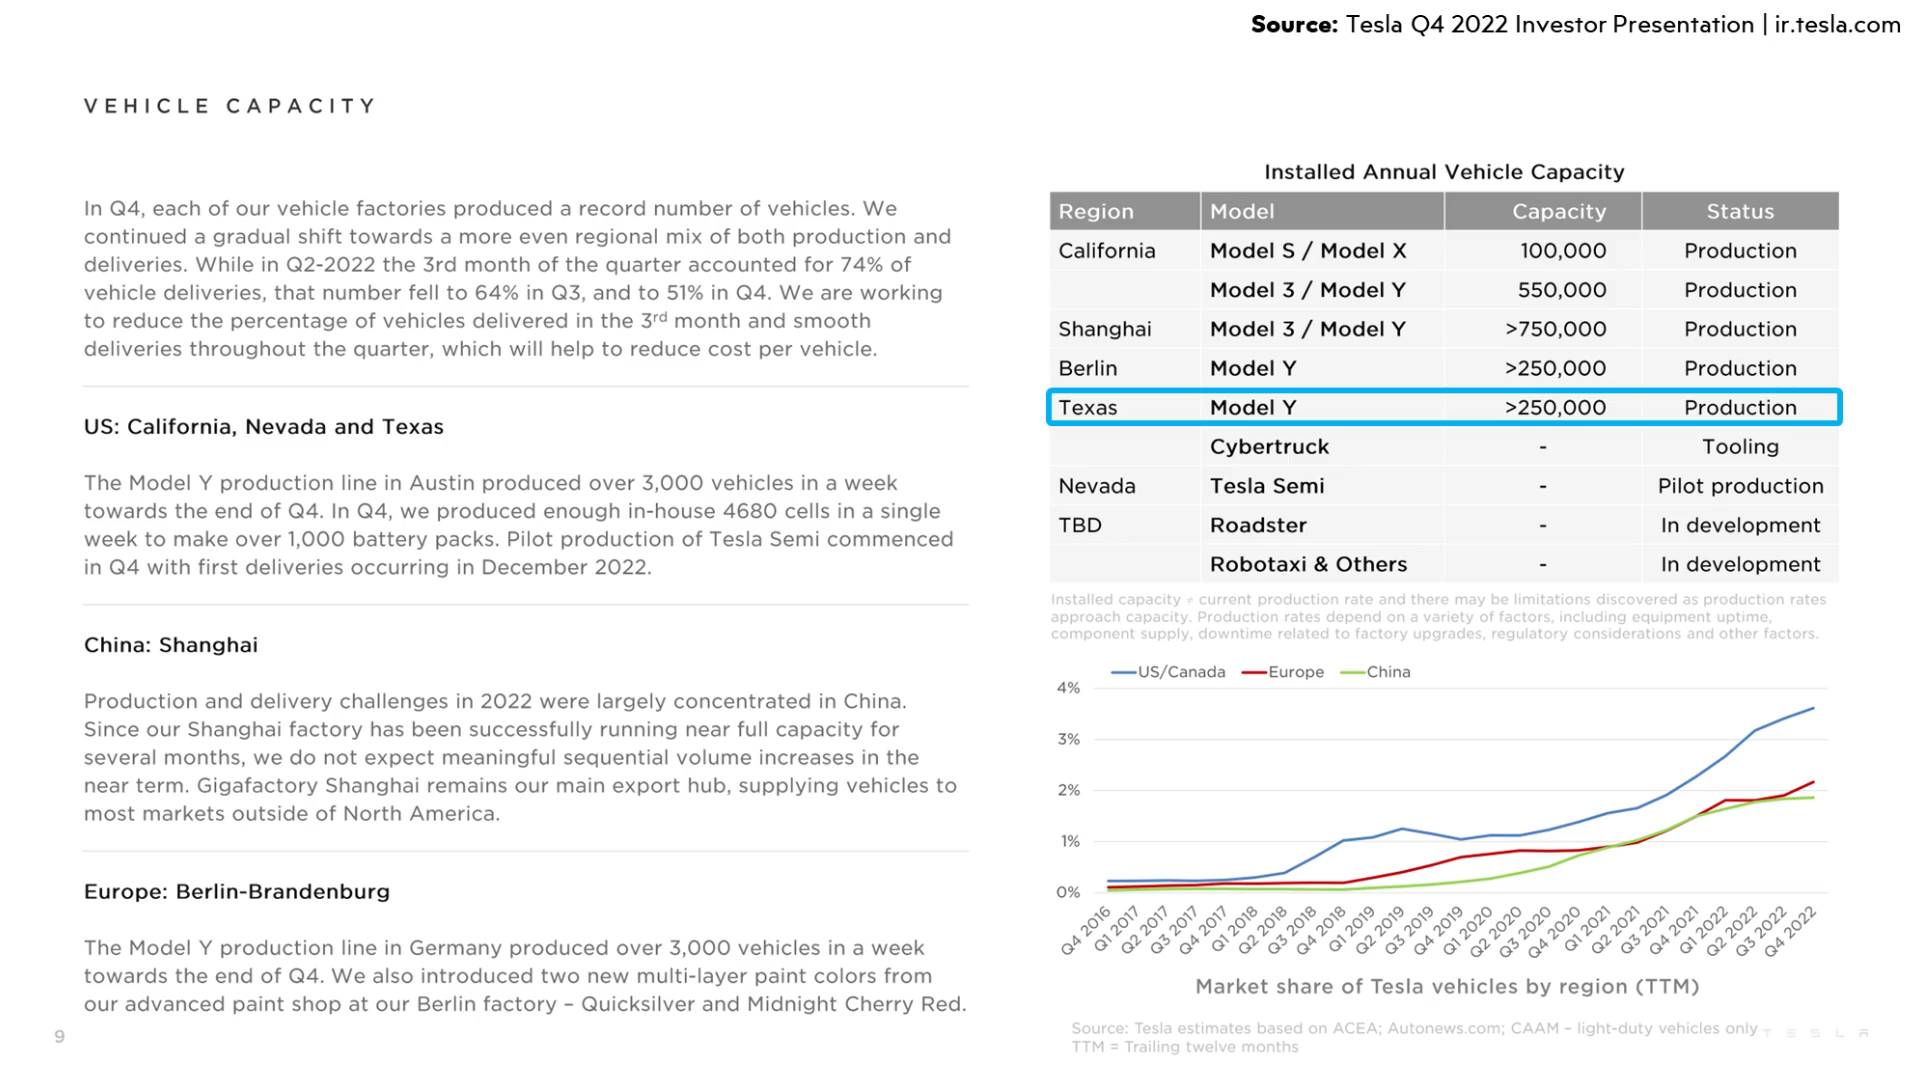 Source: Tesla Q4 2022 Investor Presentation | ir.tesla.com
VEHICLE CAPACITY
In Q4, each of our vehicle factories produced a record number of vehicles. We
continued a gradual shift towards a more even regional mix of both production and
deliveries. While in Q2-2022 the 3rd month of the quarter accounted for 74% of
vehicle deliveries, that number fell to 64% in Q3, and to 51% in Q4. We are working
to reduce the percentage of vehicles delivered in the 3rd month and smooth
deliveries throughout the quarter, which will help to reduce cost per vehicle.
US: California, Nevada and Texas
The Model Y production line in Austin produced over 3,000 vehicles in a week
towards the end of Q4. In Q4, we produced enough in-house 4680 cells in a single
week to make over 1,000 battery packs. Pilot production of Tesla Semi commenced
in Q4 with first deliveries occurring in December 2022.
China: Shanghai
Production and delivery challenges in 2022 were largely concentrated in China.
Since our Shanghai factory has been successfully running near full capacity for
several months, we do not expect meaningful sequential volume increases in the
near term. Gigafactory Shanghai remains our main export hub, supplying vehicles to
most markets outside of North America.
Europe: Berlin-Brandenburg
The Model Y production line in Germany produced over 3,000 vehicles in a week
towards the end of Q4. We also introduced two new multi-layer paint colors from
our advanced paint shop at our Berlin factory – Quicksilver and Midnight Cherry Red.
9
Installed Annual Vehicle Capacity
Region Model Capacity Status
California Model S / Model X 100,000 Production
Model 3 / Model Y 550,000 Production
Shanghai Model 3 / Model Y >750,000 Production
Berlin Model Y >250,000 Production
Texas Model Y >250,000 Production
Cybertruck - Tooling
Nevada Tesla Semi - Pilot production
TBD Roadster - In development
Robotaxi & Others - In development
Installed capacity ≠ current production rate and there may be limitations discovered as production rates
approach capacity. Production rates depend on a variety of factors, including equipment uptime,
component supply, downtime related to factory upgrades, regulatory considerations and other factors.
US/Canada Europe China
4%
3%
2%
1%
0%
Q4 2016 Q1 2017 Q2 2017 Q3 2017 Q4 2017 Q1 2018 Q2 2018 Q3 2018 Q4 2018 Q1 2019 Q2 2019 Q3 2019 Q4 2019 Q1 2020 Q2 2020 Q3 2020 Q4 2020 Q1 2021 Q2 2021 Q3 2021 Q4 2021 Q1 2022 Q2 2022 Q3 2022 Q4 2022
Market share of Tesla vehicles by region (TTM)
Source: Tesla estimates based on ACEA; Autonews.com; CAAM – light-duty vehicles only
TTM = Trailing twelve months
TESLA